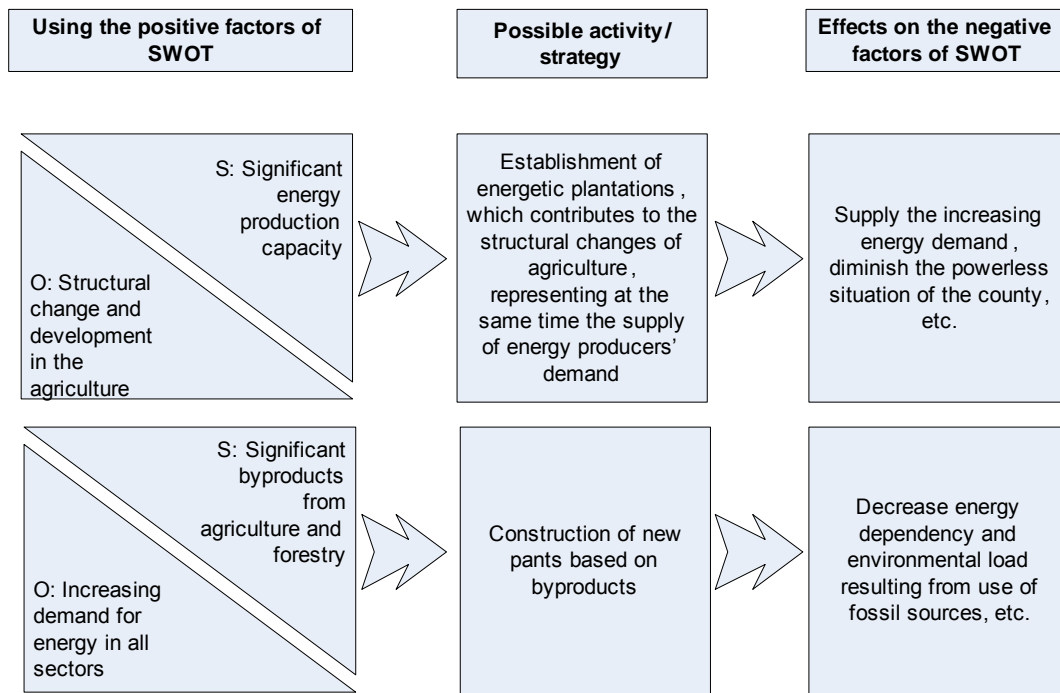 Using the positive factors of
SWOT
Possible activity/
strategy
Effects on the negative
factors of SWOT
S: Significant
energy
production
capacity
O: Structural
change and
development
in the
agriculture
Establishment of
energetic plantations ,
which contributes to the
structural changes of
agriculture ,
representing at the
same time the supply
of energy producers’
demand
Supply the increasing
energy demand ,
diminish the powerless
situation of the county ,
etc.
S: Significant
byproducts
from
agriculture and
forestry
O: Increasing
demand for
energy in all
sectors
Construction of new
pants based on
byproducts
Decrease energy
dependency and
environmental load
resulting from use of
fossil sources, etc.